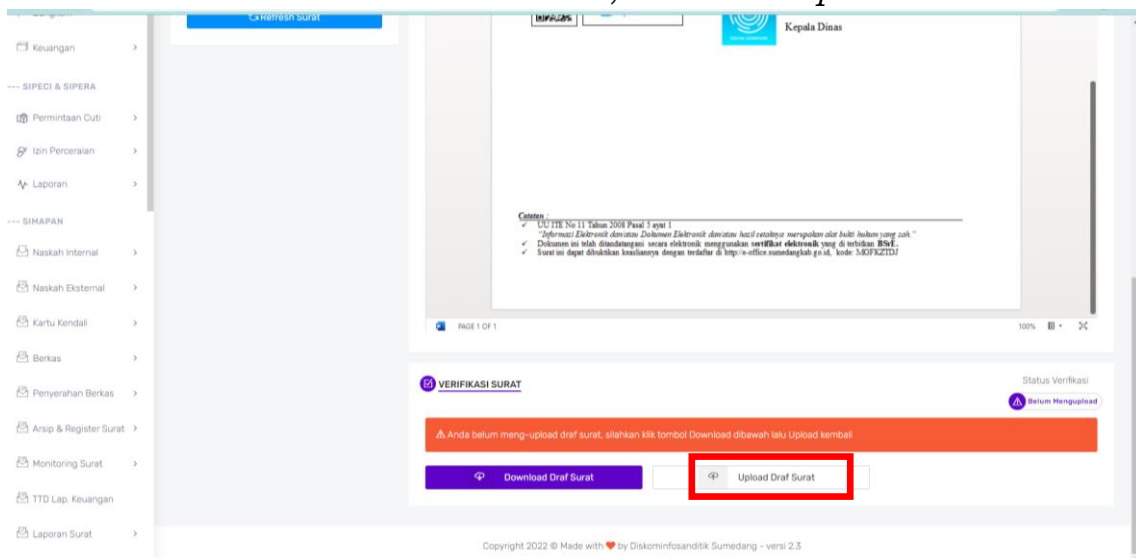 Refresh Surat
Keuangan
--- SIPECI & SIPERA
Permintaan Cuti
Izin Perceraian
Laporan
--- SIMAPAN
Naskah Internal
Naskah Eksternal
Kartu Kendali
Berkas
Penyerahan Berkas
Arsip & Register Surat
Monitoring Surat
TTD Lap. Keuangan
Laporan Surat
Kepala Dinas
Catatan :
UU ITE No 11 Tahun 2008 Pasal 5 ayat 1
"Informasi Elektronik dan/atau Dokumen Elektronik dan/atau hasil cetaknya merupakan alat bukti hukum yang sah."
Dokumen ini telah ditandatangani secara elektronik menggunakan sertifikat elektronik yang di terbitkan BSrE.
Surat ini dapat dibuktikan keasliannya dengan terdaftar di http://e-office.sumedangkab.go.id, kode:
PAGE 1 OF 1
100%
VERIFIKASI SURAT
Status Verifikasi
Belum Mengupload
Anda belum meng-upload draf surat, silahkan klik tombol Download dibawah lalu Upload kembali
Download Draf Surat
Upload Draf Surat
Copyright 2022 © Made with ❤ by Diskominfosanditik Sumedang - versi 2.3